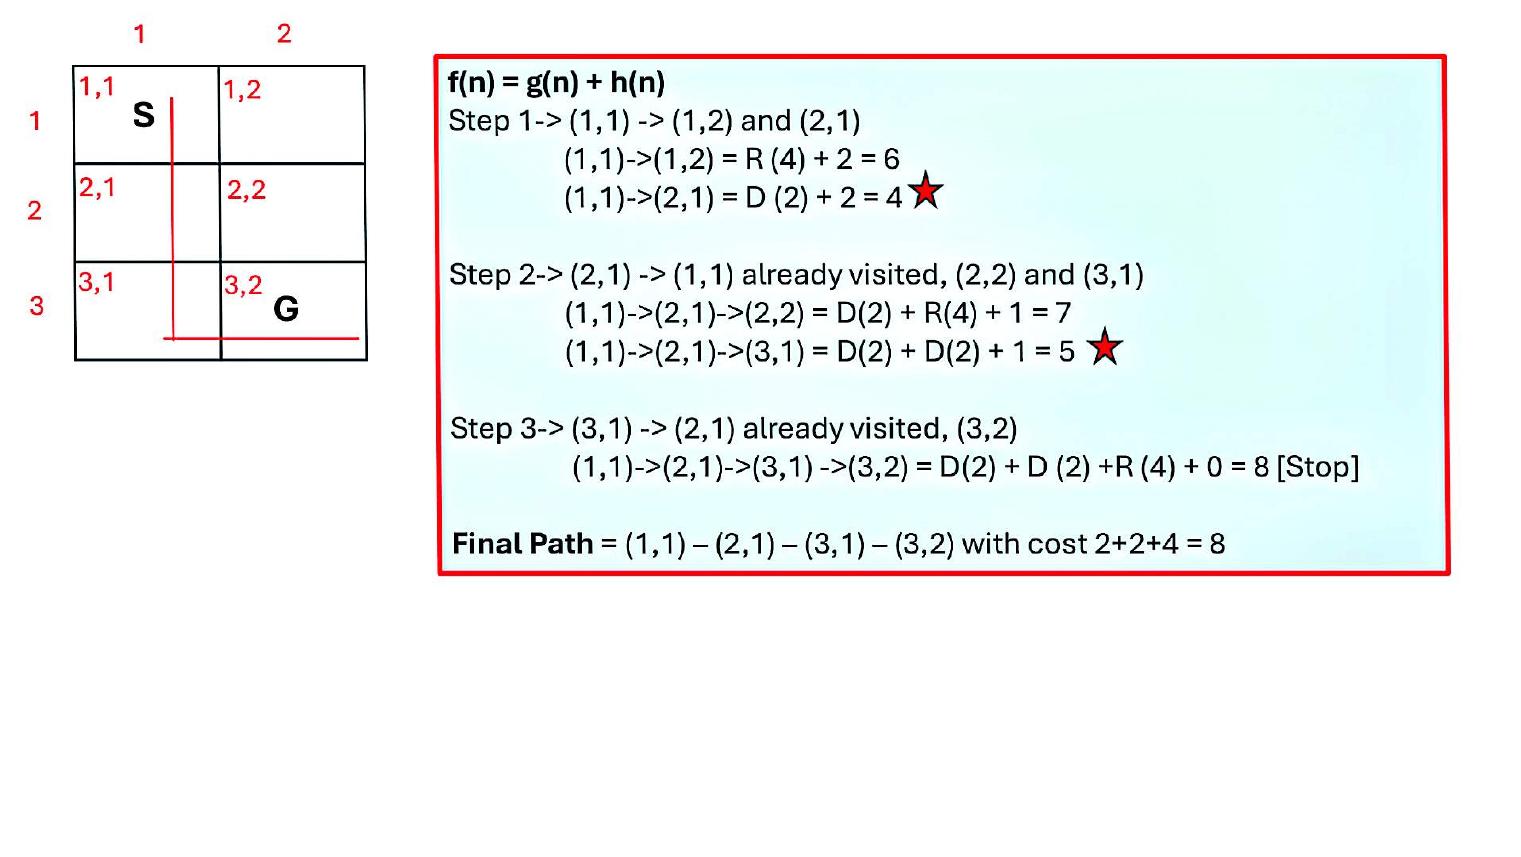 1 2
1,1 S 1,2
1
2,1 2,2
2
3,1 3,2 G
3
f(n) = g(n) + h(n)
Step 1-> (1,1) -> (1,2) and (2,1)
(1,1)->(1,2) = R (4) + 2 = 6
(1,1)->(2,1) = D (2) + 2 = 4
Step 2-> (2,1) -> (1,1) already visited, (2,2) and (3,1)
(1,1)->(2,1)->(2,2) = D(2) + R(4) + 1 = 7
(1,1)->(2,1)->(3,1) = D(2) + D(2) + 1 = 5
Step 3-> (3,1) -> (2,1) already visited, (3,2)
(1,1)->(2,1)->(3,1) ->(3,2) = D(2) + D (2) +R (4) + 0 = 8 [Stop]
Final Path = (1,1) – (2,1) – (3,1) – (3,2) with cost 2+2+4 = 8